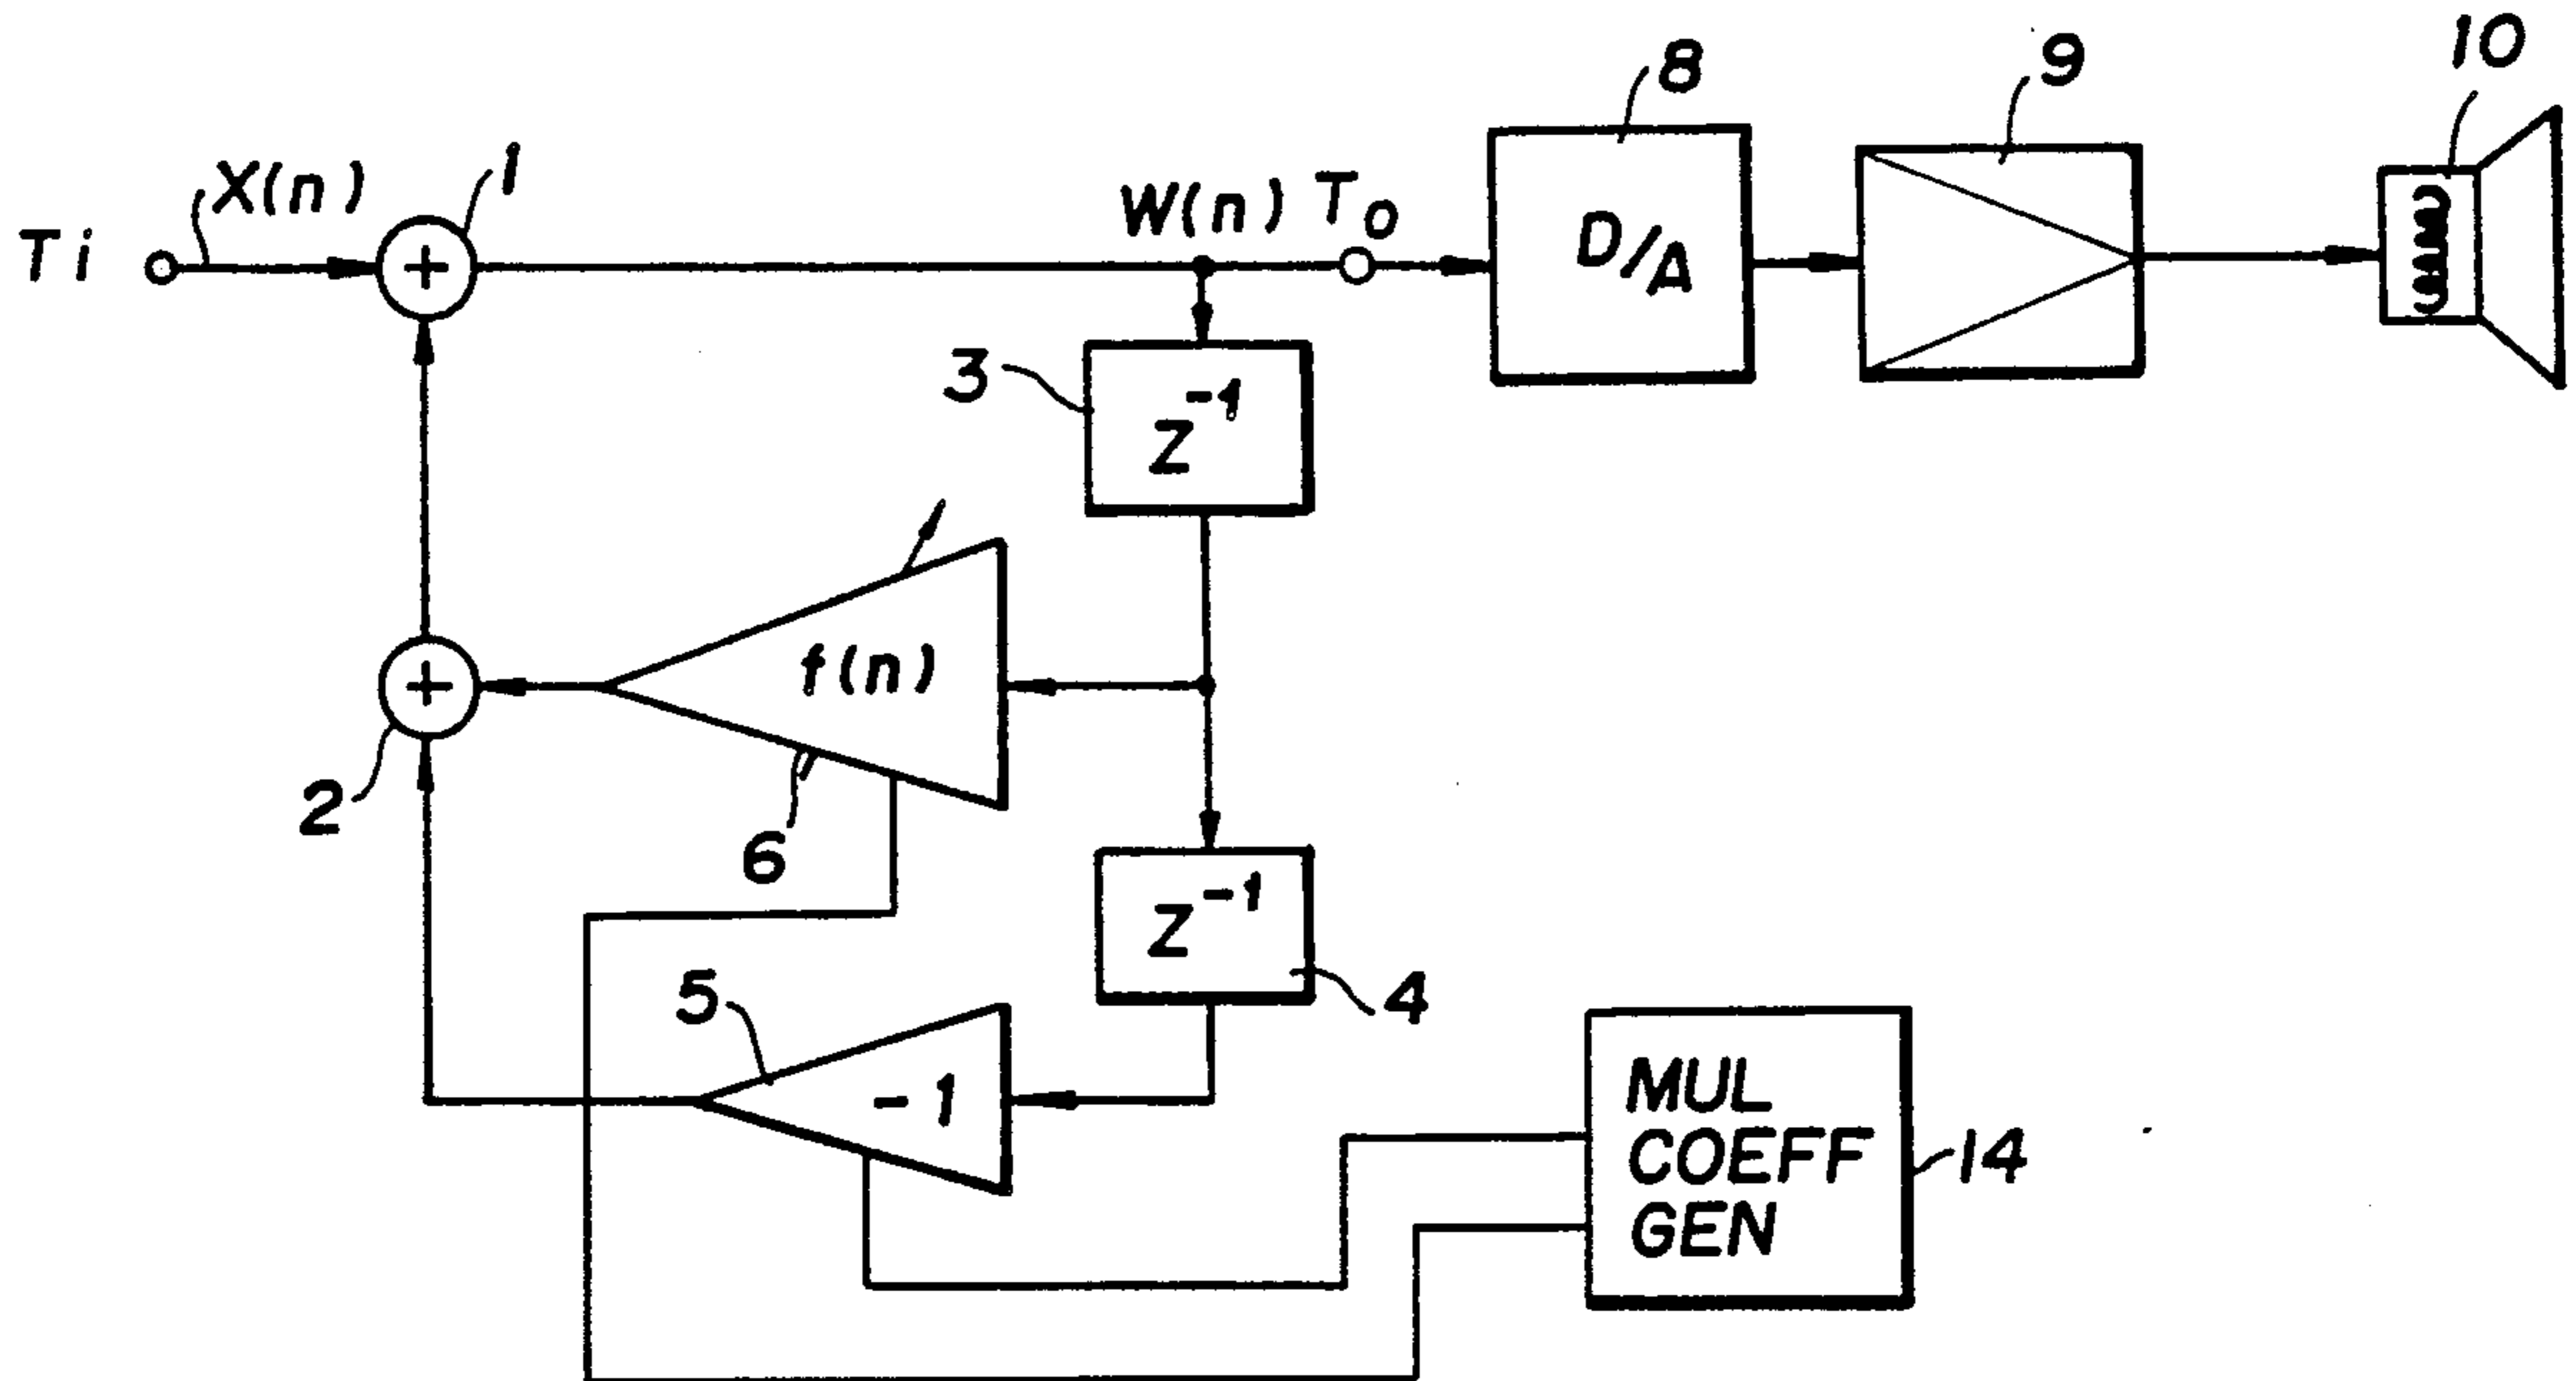 10
8
9
1
X(n)
Ti
+
W(n) To
D/A
3
Z-1
f(n)
+
2
6
Z-1
5
4
-1
MUL
COEFF
GEN
14